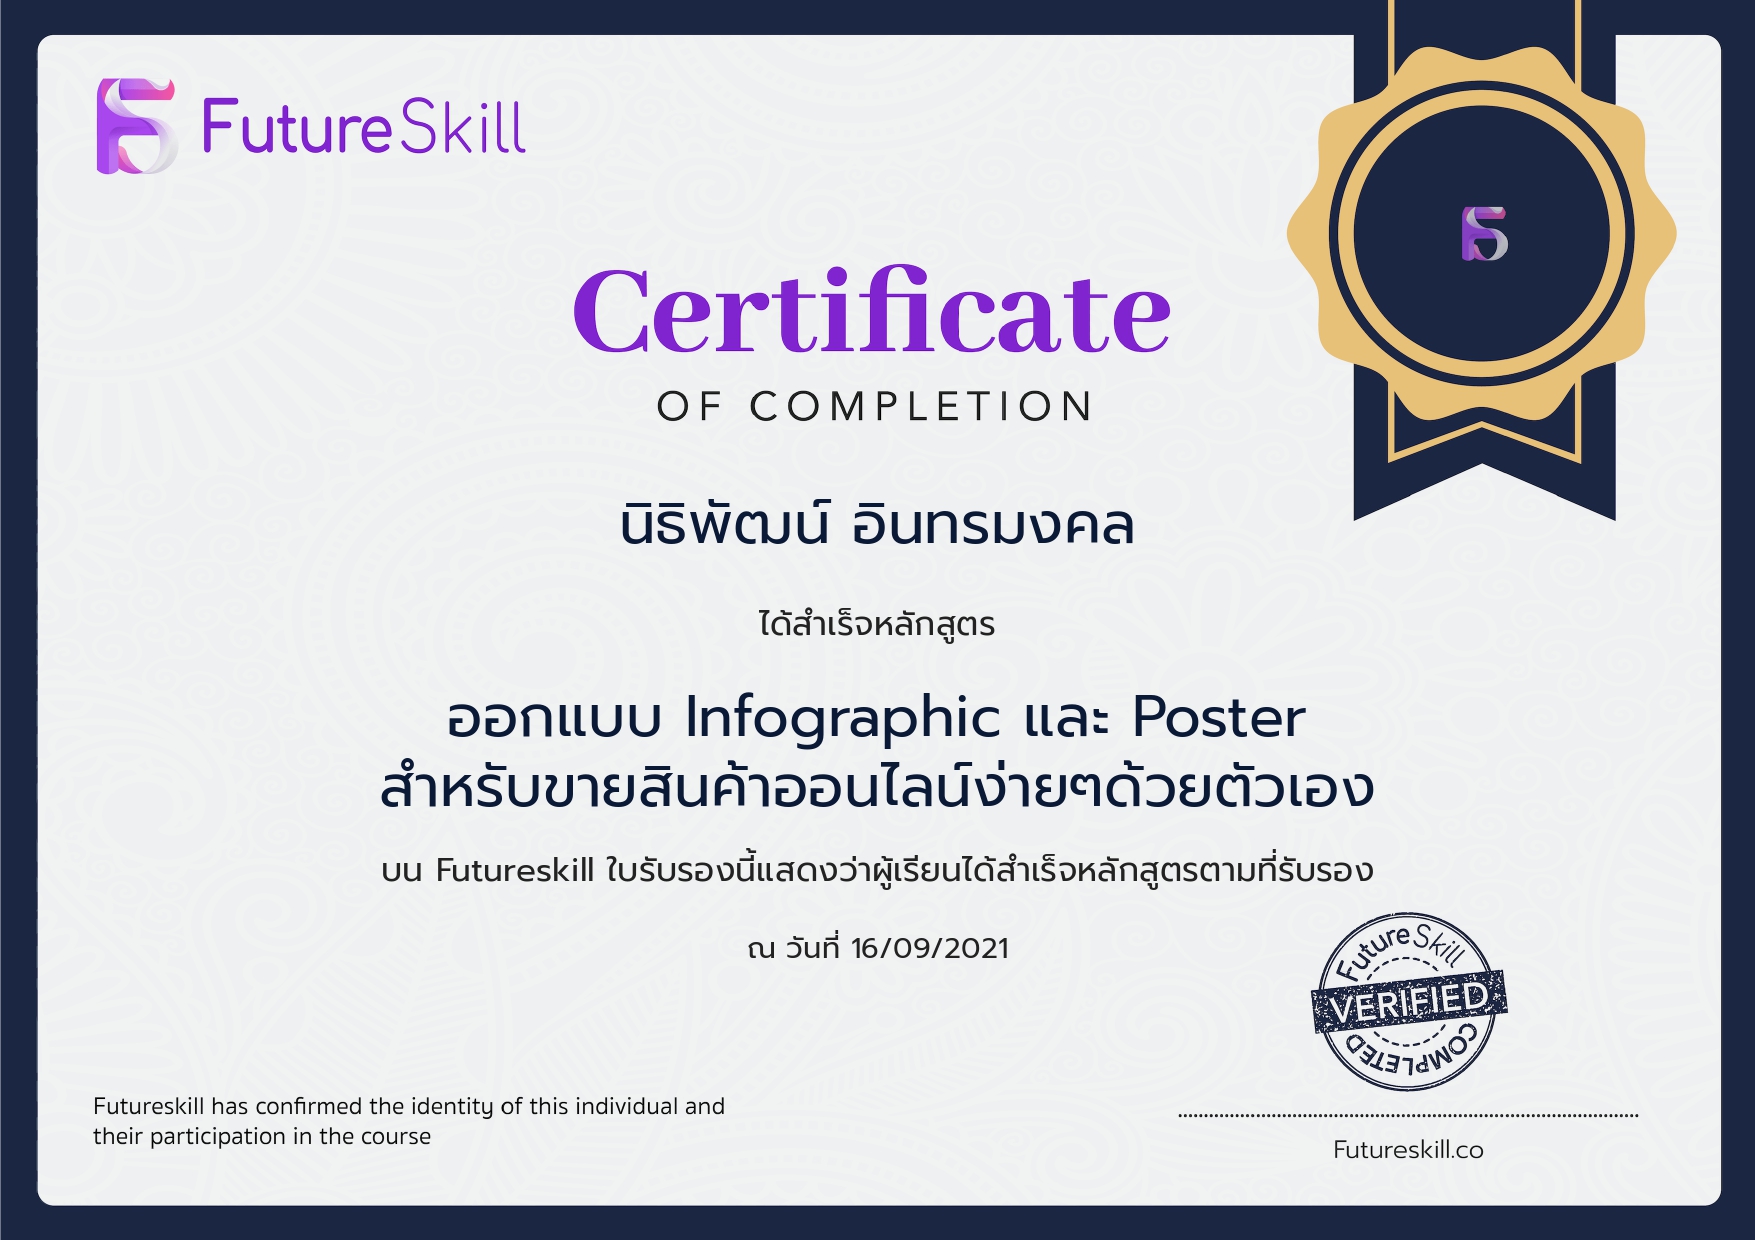 FutureSkill
Certificate
OF COMPLETION
นิธิพัฒน์ อินทรมงคล
ได้สำเร็จหลักสูตร
ออกแบบ Infographic และ Poster
สำหรับขายสินค้าออนไลน์ง่ายๆด้วยตัวเอง
บน Futureskill ใบรับรองนี้แสดงว่าผู้เรียนได้สำเร็จหลักสูตรตามที่รับรอง
ณ วันที่ 16/09/2021
FutureSkill
VERIFIED
COMPLETED
Futureskill has confirmed the identity of this individual and
their participation in the course
Futureskill.co